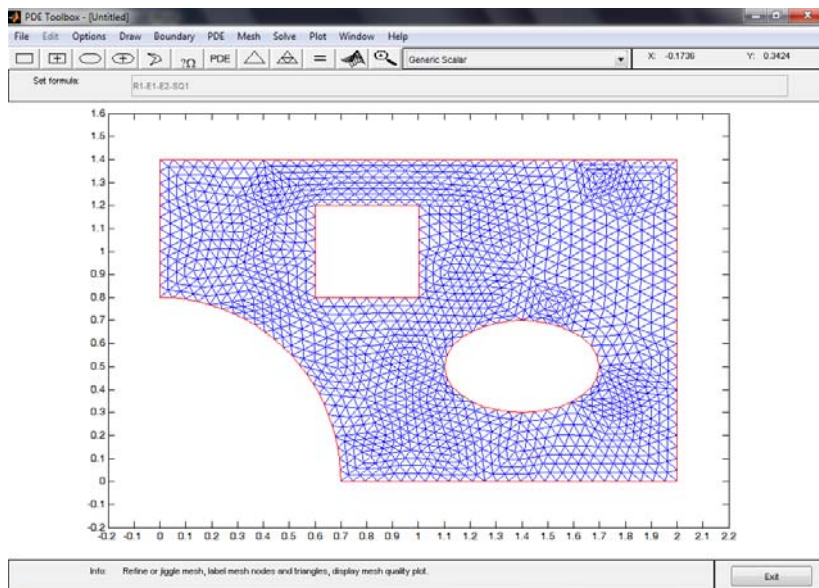 PDE Toolbox - [Untitled]
File Edit Options Draw Boundary PDE Mesh Solve Plot Window Help
?Ω PDE = Generic Scalar X: -0.1736 Y: 0.3424
Set formula: R1-E1-E2-SQ1
1.6
1.5
1.4
1.3
1.2
1.1
1
0.9
0.8
0.7
0.6
0.5
0.4
0.3
0.2
0.1
0
-0.1
-0.2
-0.2 -0.1 0 0.1 0.2 0.3 0.4 0.5 0.6 0.7 0.8 0.9 1 1.1 1.2 1.3 1.4 1.5 1.6 1.7 1.8 1.9 2 2.1 2.2
Info: Refine or jiggle mesh, label mesh nodes and triangles, display mesh quality plot.
Exit